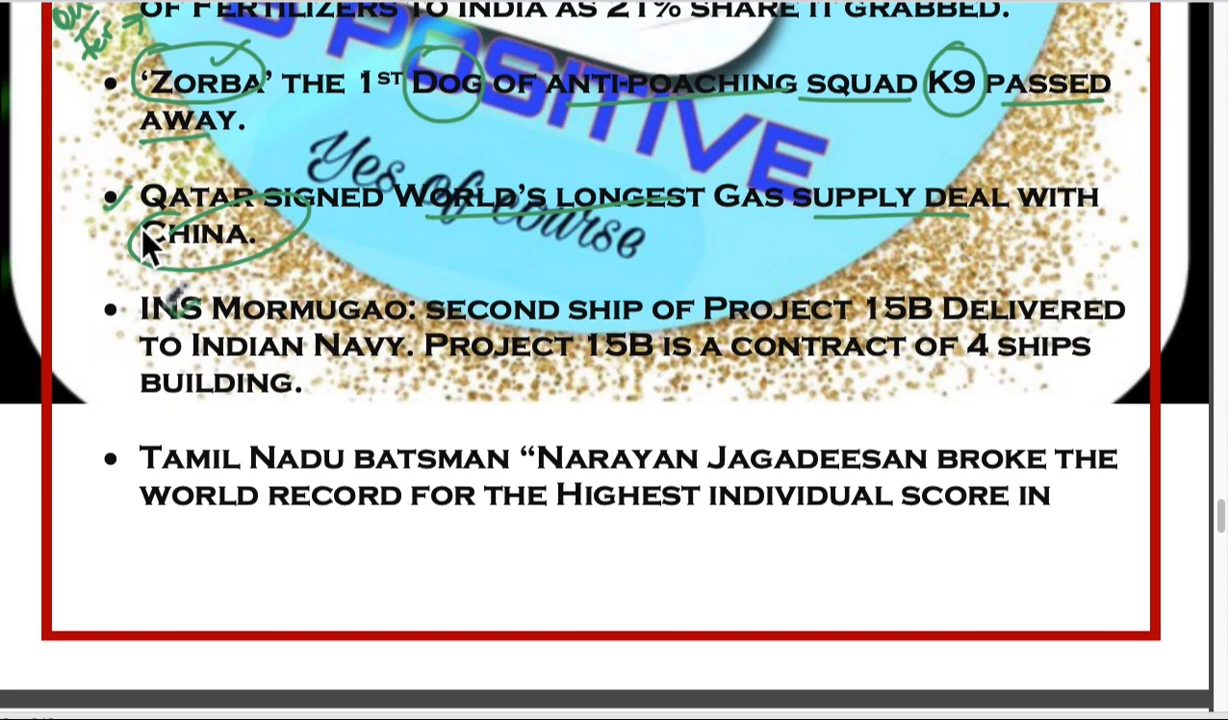 OF FERTILIZERS TO INDIA AS 21% SHARE IT GRABBED.
• ‘ZORBA’ THE 1ST DOG OF ANTI-POACHING SQUAD K9 PASSED
AWAY.
• QATAR SIGNED WORLD’S LONGEST GAS SUPPLY DEAL WITH
CHINA.
• INS MORMUGAO: SECOND SHIP OF PROJECT 15B DELIVERED
TO INDIAN NAVY. PROJECT 15B IS A CONTRACT OF 4 SHIPS
BUILDING.
• TAMIL NADU BATSMAN “NARAYAN JAGADEESAN BROKE THE
WORLD RECORD FOR THE HIGHEST INDIVIDUAL SCORE IN
POSITIVE
Yes of course